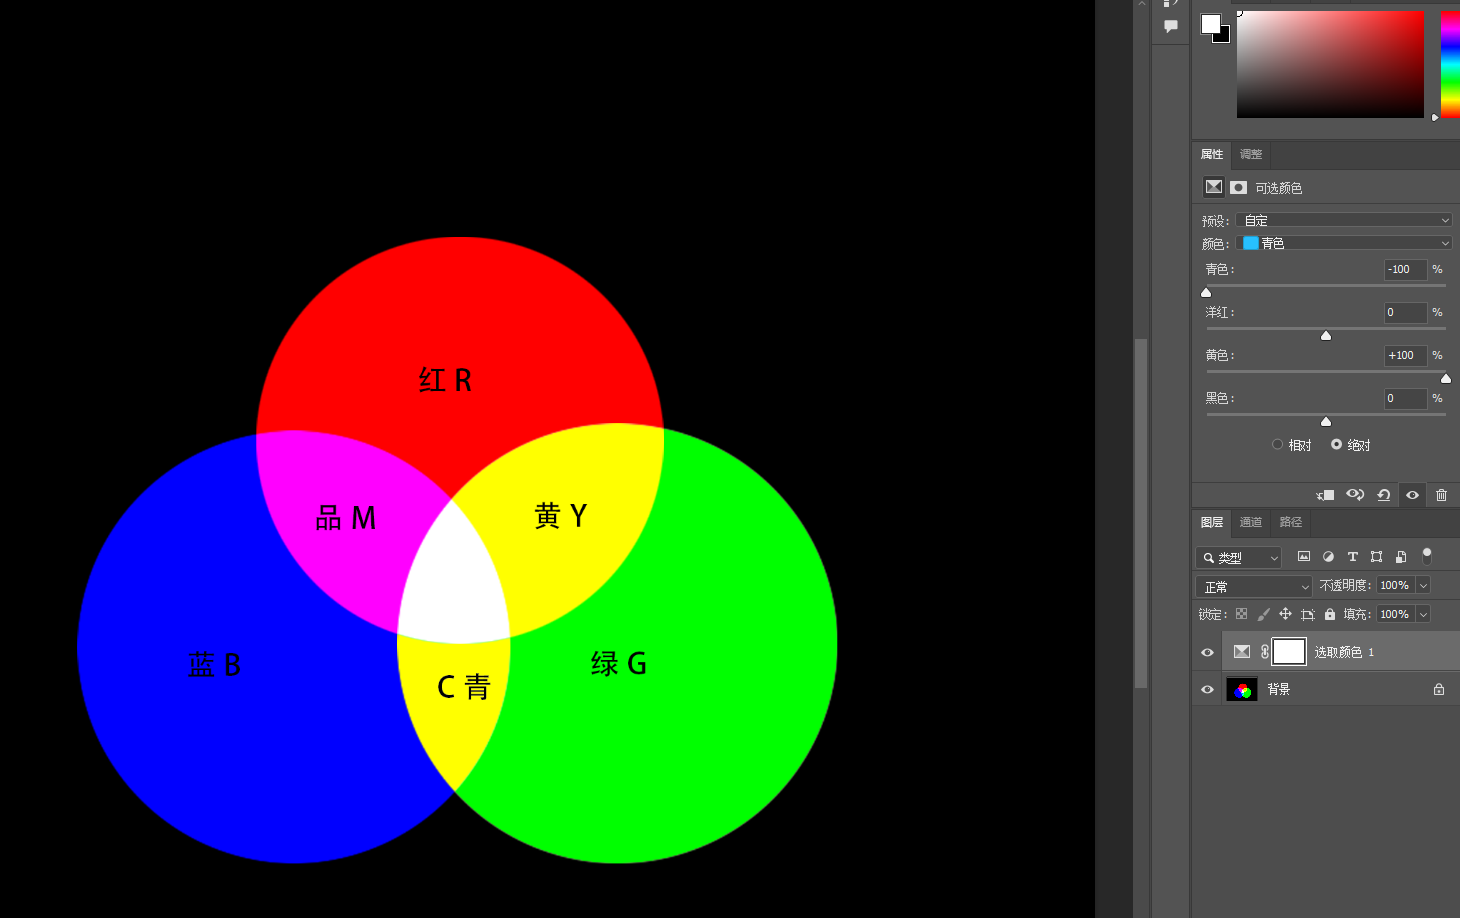 红 R
品 M
黄 Y
蓝 B
C 青
绿 G
属性 调整
可选颜色
预设: 自定
颜色: 青色
青色: -100 %
洋红: 0 %
黄色: +100 %
黑色: 0 %
相对 绝对
图层 通道 路径
类型
正常 不透明度: 100%
锁定: 填充: 100%
选取颜色 1
背景